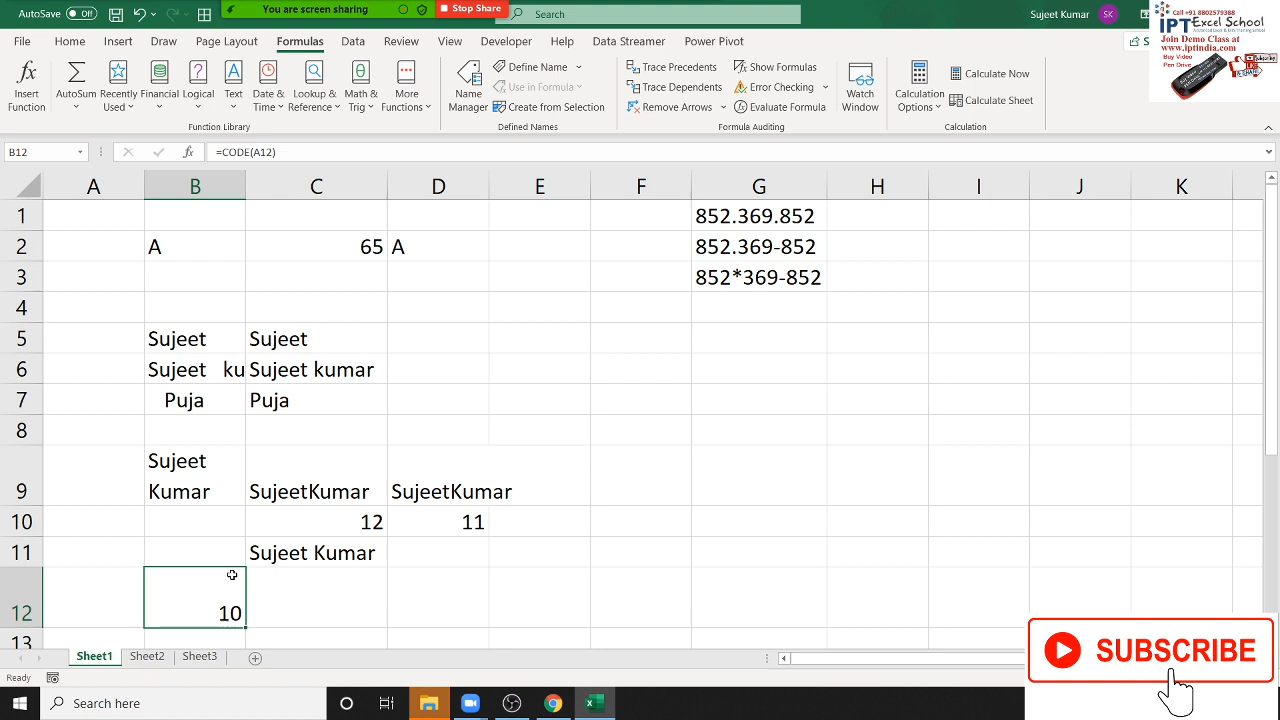 AutoSave Off
You are screen sharing
Stop Share
Search
Sujeet Kumar
SK
Call +91 8802579388
IPT Excel School
Advanced Excel & VBA Training School
Join Demo Class at
www.iptindia.com
Buy Video
Pen Drive
File Home Insert Draw Page Layout Formulas Data Review View Developer Help Data Streamer Power Pivot
Insert Function
AutoSum
Recently Used
Financial
Logical
Text
Date & Time
Lookup & Reference
Math & Trig
More Functions
Function Library
Name Manager
Define Name
Use in Formula
Create from Selection
Defined Names
Trace Precedents
Trace Dependents
Remove Arrows
Show Formulas
Error Checking
Evaluate Formula
Formula Auditing
Watch Window
Calculation Options
Calculate Now
Calculate Sheet
Calculation
B12 fx =CODE(A12)
A B C D E F G H I J K
1 852.369.852
2 A 65 A 852.369-852
3 852*369-852
4
5 Sujeet Sujeet
6 Sujeet ku Sujeet kumar
7 Puja Puja
8
Sujeet
9 Kumar SujeetKumar SujeetKumar
10 12 11
11 Sujeet Kumar
12 10
13
Sheet1 Sheet2 Sheet3
Ready
SUBSCRIBE
Search here